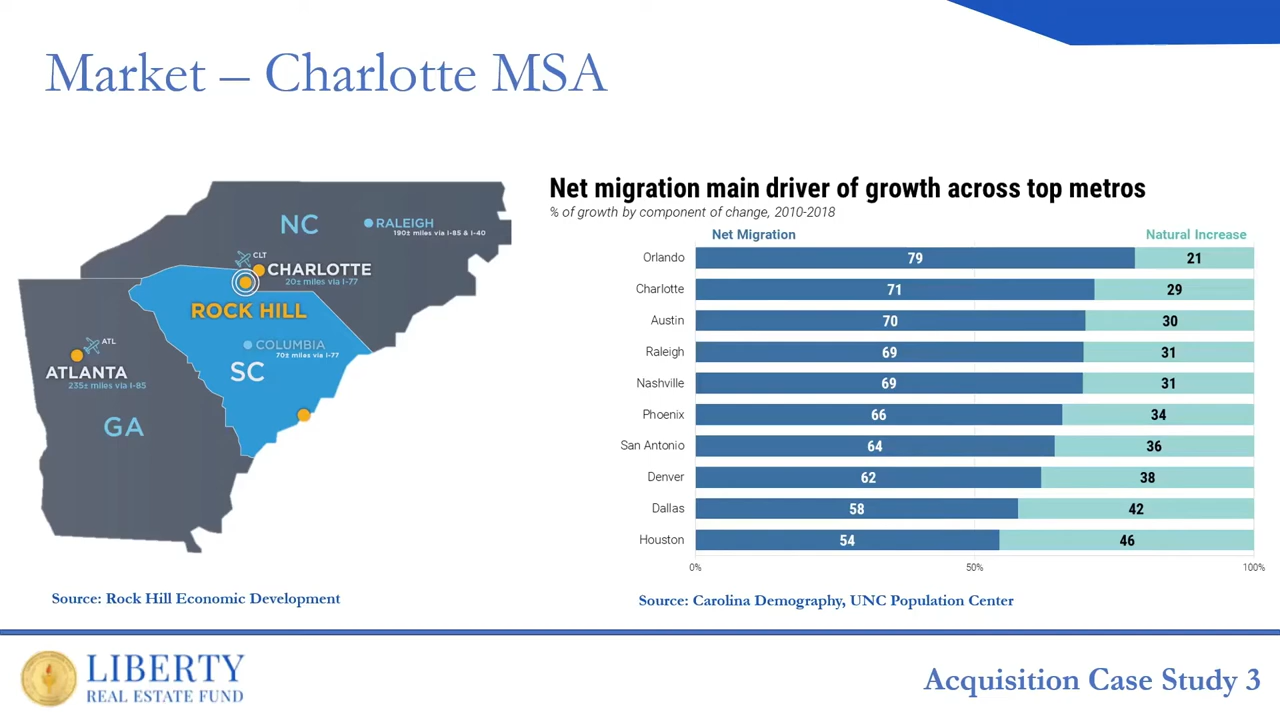 Market – Charlotte MSA
NC
RALEIGH
190± miles via I-85 & I-40
CLT
CHARLOTTE
20± miles via I-77
ROCK HILL
COLUMBIA
70± miles via I-77
SC
ATL
ATLANTA
235± miles via I-85
GA
Source: Rock Hill Economic Development
Net migration main driver of growth across top metros
% of growth by component of change, 2010-2018
Net Migration Natural Increase
Orlando 79 21
Charlotte 71 29
Austin 70 30
Raleigh 69 31
Nashville 69 31
Phoenix 66 34
San Antonio 64 36
Denver 62 38
Dallas 58 42
Houston 54 46
0% 50% 100%
Source: Carolina Demography, UNC Population Center
LIBERTY
REAL ESTATE FUND
Acquisition Case Study 3